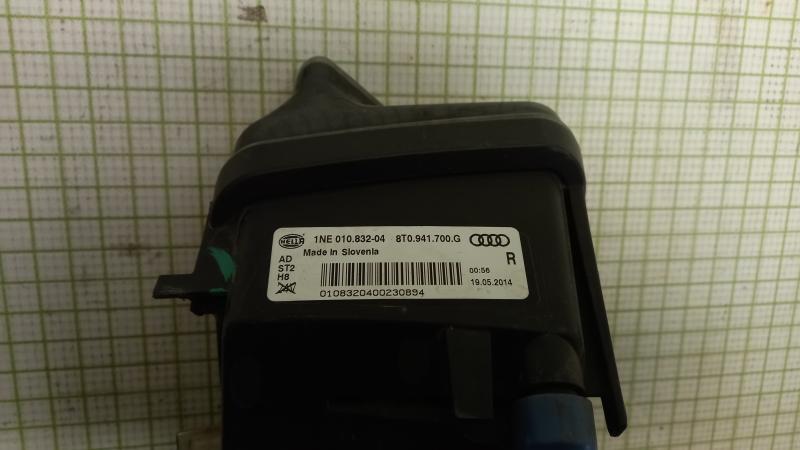 HELLA 1NE 010.832-04 8T0.941.700.G
Made in Slovenia R
AD
ST2
H8
00:56
19.05.2014
0108320400230894